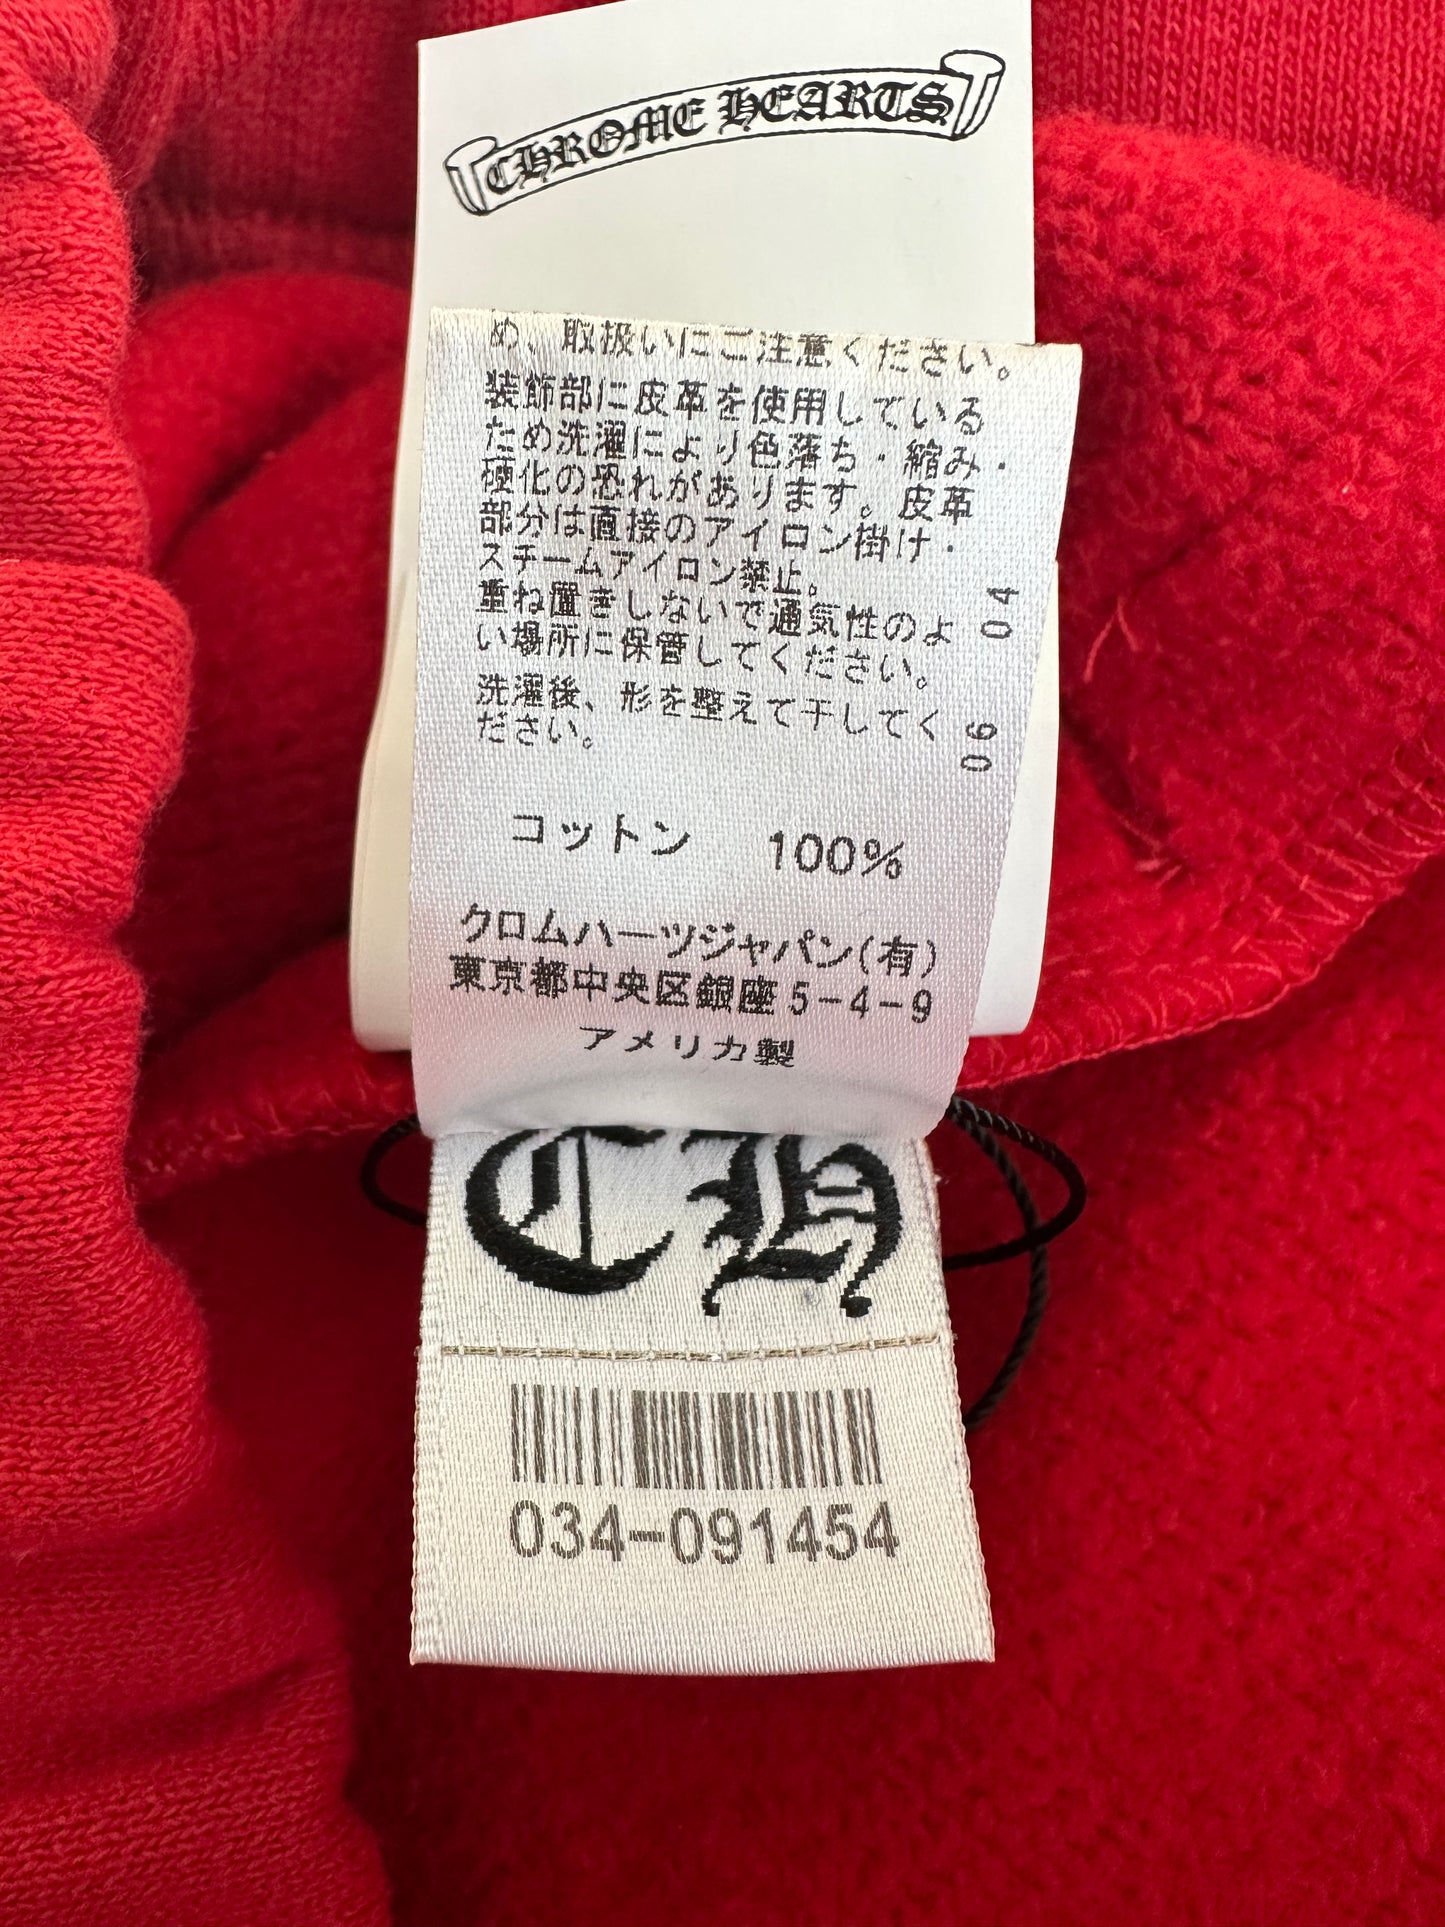 CHROME HEARTS
め、取扱いにご注意ください。
装飾部に皮革を使用している
ため洗濯により色落ち・縮み・
硬化の恐れがあります。皮革
部分は直接のアイロン掛け・
スチームアイロン禁止。
重ね置きしないで通気性のよ
い場所に保管してください。
洗濯後、形を整えて干してく
ださい。
06 04
コットン 100%
クロムハーツジャパン(有)
東京都中央区銀座5-4-9
アメリカ製
CH
034-091454